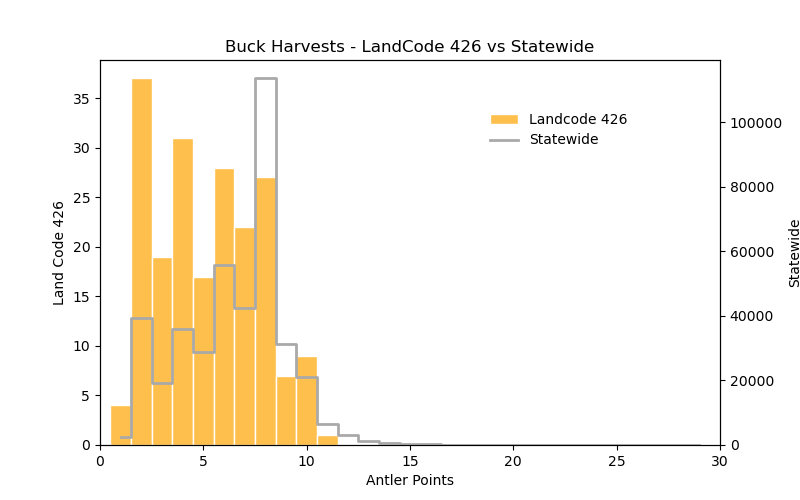 Buck Harvests - LandCode 426 vs Statewide
Landcode 426
Statewide
35
30
25
20
15
10
5
0
Land Code 426
100000
80000
60000
40000
20000
0
Statewide
0 5 10 15 20 25 30
Antler Points